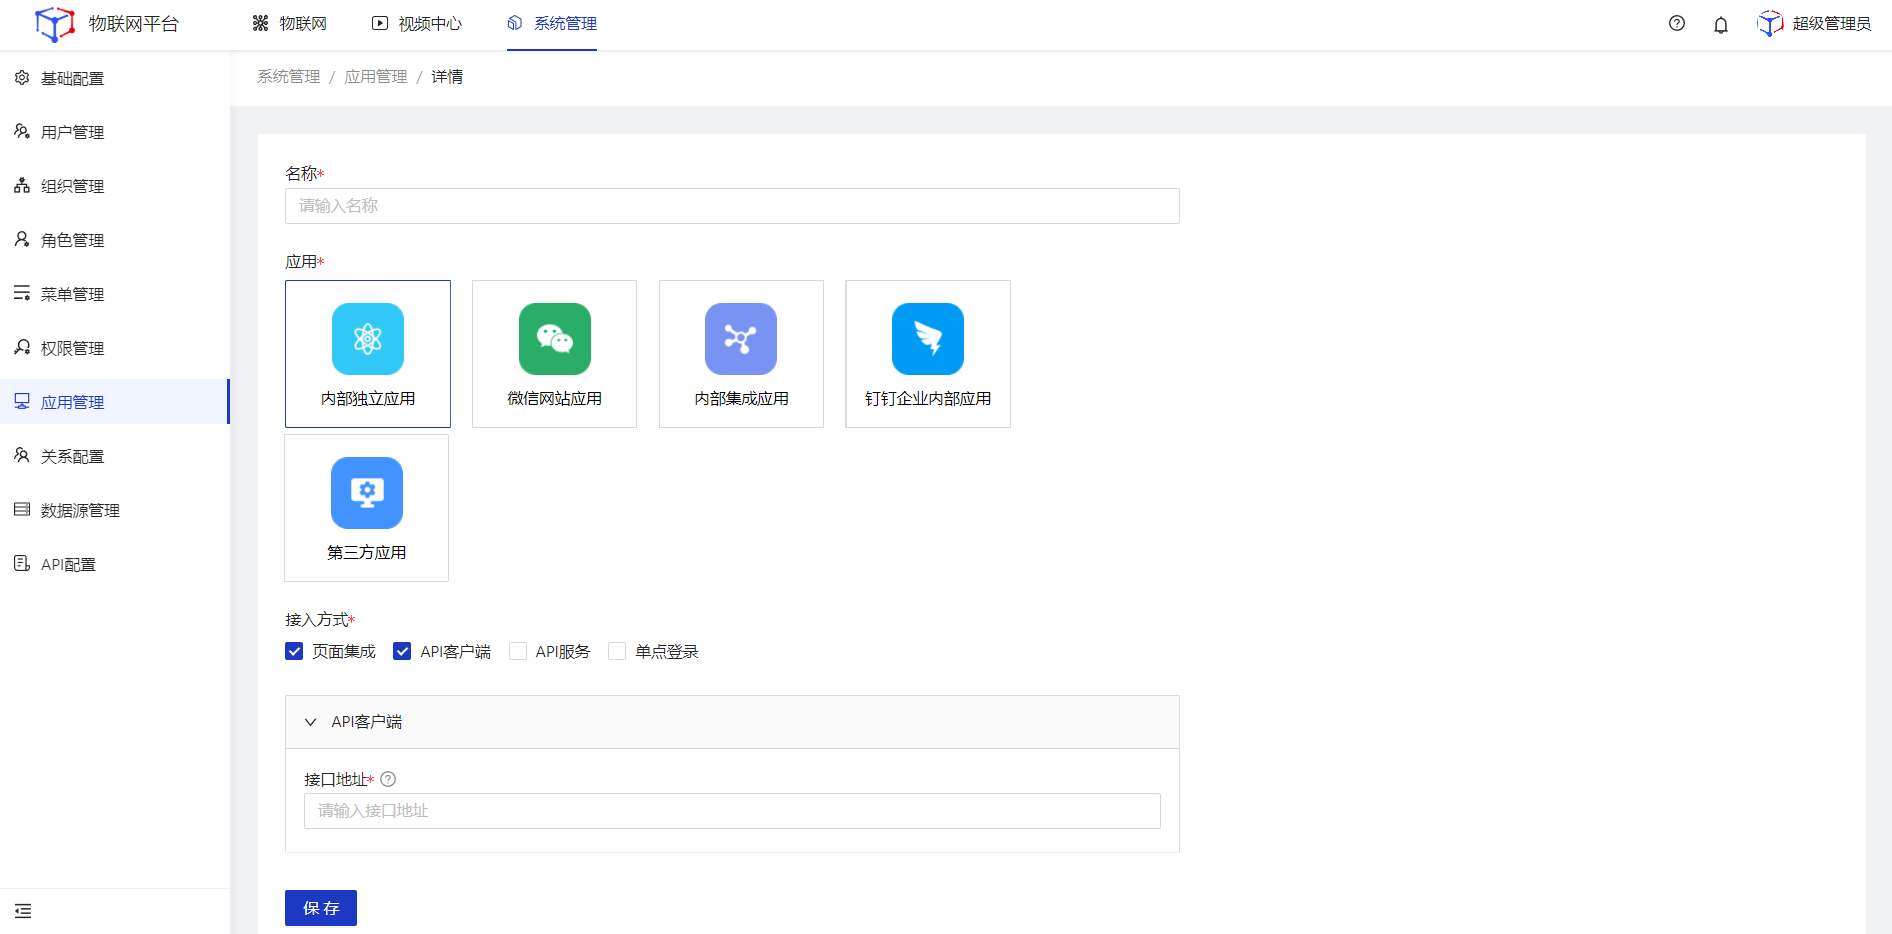 物联网平台
物联网
视频中心
系统管理
超级管理员
基础配置
用户管理
组织管理
角色管理
菜单管理
权限管理
应用管理
关系配置
数据源管理
API配置
系统管理 / 应用管理 / 详情
名称*
请输入名称
应用*
内部独立应用
微信网站应用
内部集成应用
钉钉企业内部应用
第三方应用
接入方式*
页面集成 API客户端 API服务 单点登录
API客户端
接口地址*
请输入接口地址
保 存